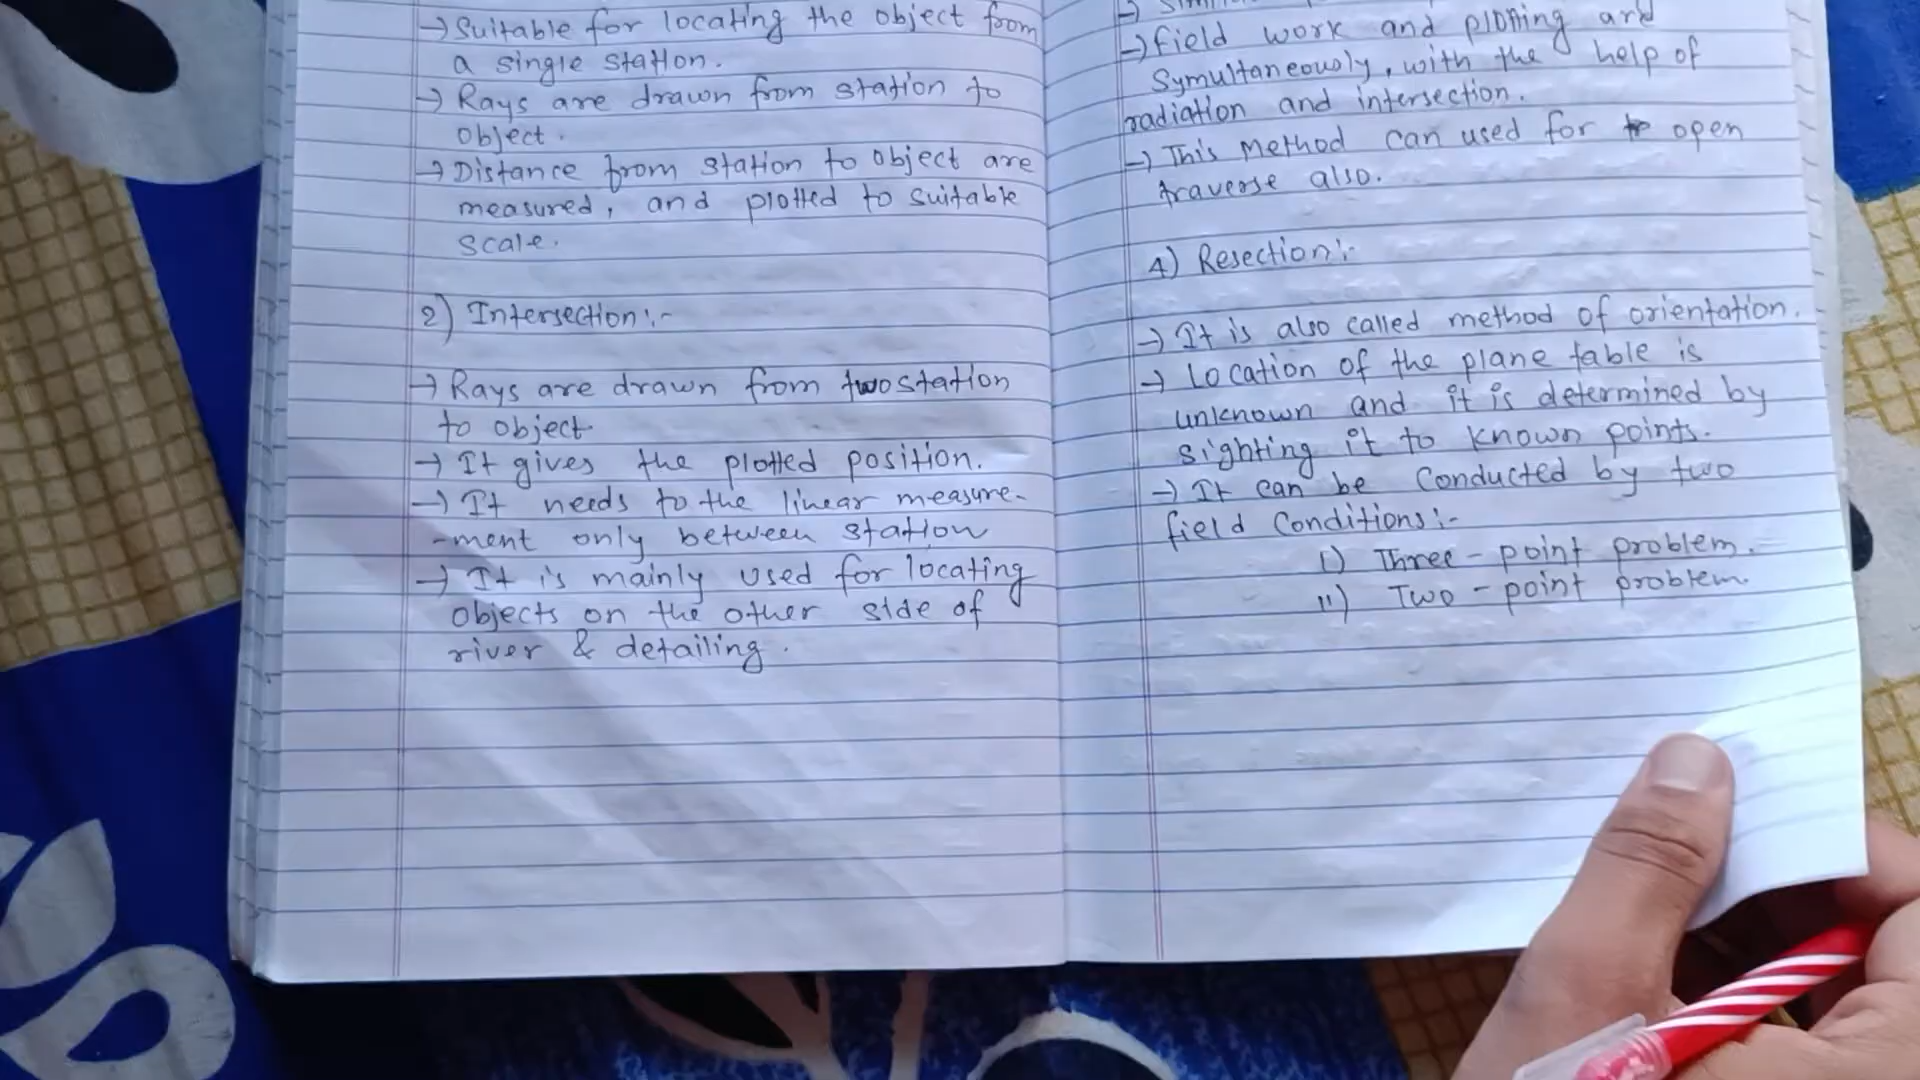 → Suitable for locating the object from
a single station.
→ Rays are drawn from station to
object.
→ Distance from station to object are
measured, and plotted to suitable
scale.
2) Intersection:-
→ Rays are drawn from two station
to object.
→ It gives the plotted position.
→ It needs to the linear measure-
-ment only between station
→ It is mainly used for locating
objects on the other side of
river & detailing.
→ field work and plotting are
Symultaneously, with the help of
radiation and intersection.
→ This Method can used for open
traverse also.
4) Resection:-
→ It is also called method of orientation.
→ Location of the plane table is
unknown and it is determined by
sighting it to known points.
→ It can be Conducted by two
field Conditions:-
i) Three - point problem.
ii) Two - point problem.